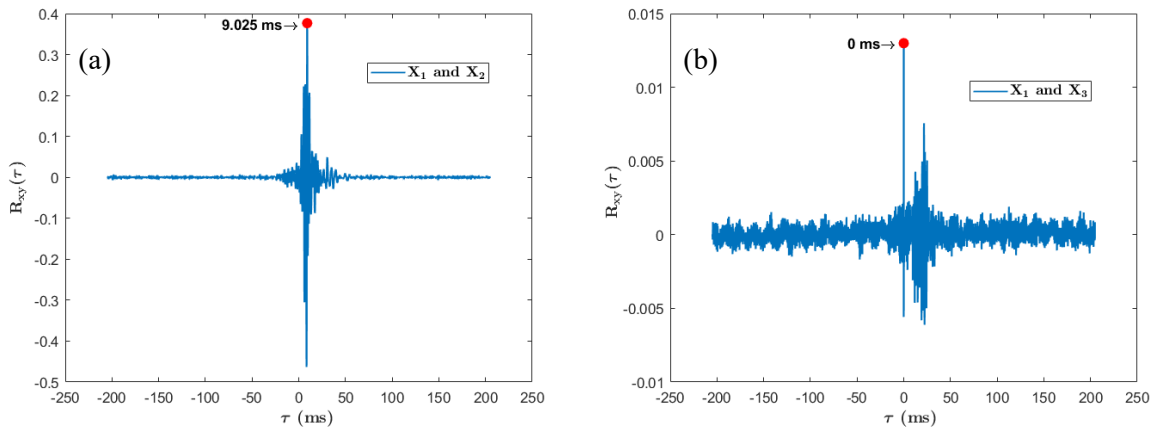 (a)
9.025 ms→
X₁ and X₂
0.4
0.3
0.2
0.1
0
-0.1
-0.2
-0.3
-0.4
-0.5
R_xy(τ)
-250 -200 -150 -100 -50 0 50 100 150 200 250
τ (ms)
(b)
0 ms→
X₁ and X₃
0.015
0.01
0.005
0
-0.005
-0.01
R_xy(τ)
-250 -200 -150 -100 -50 0 50 100 150 200 250
τ (ms)